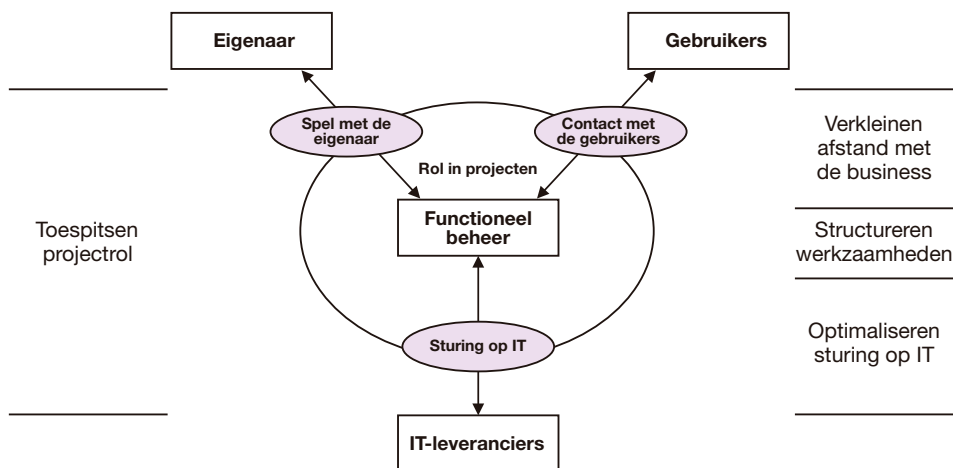 Eigenaar
Gebruikers
Spel met de
eigenaar
Contact met
de gebruikers
Verkleinen
afstand met
de business
Rol in projecten
Toespitsen
projectrol
Functioneel
beheer
Structureren
werkzaamheden
Sturing op IT
Optimaliseren
sturing op IT
IT-leveranciers